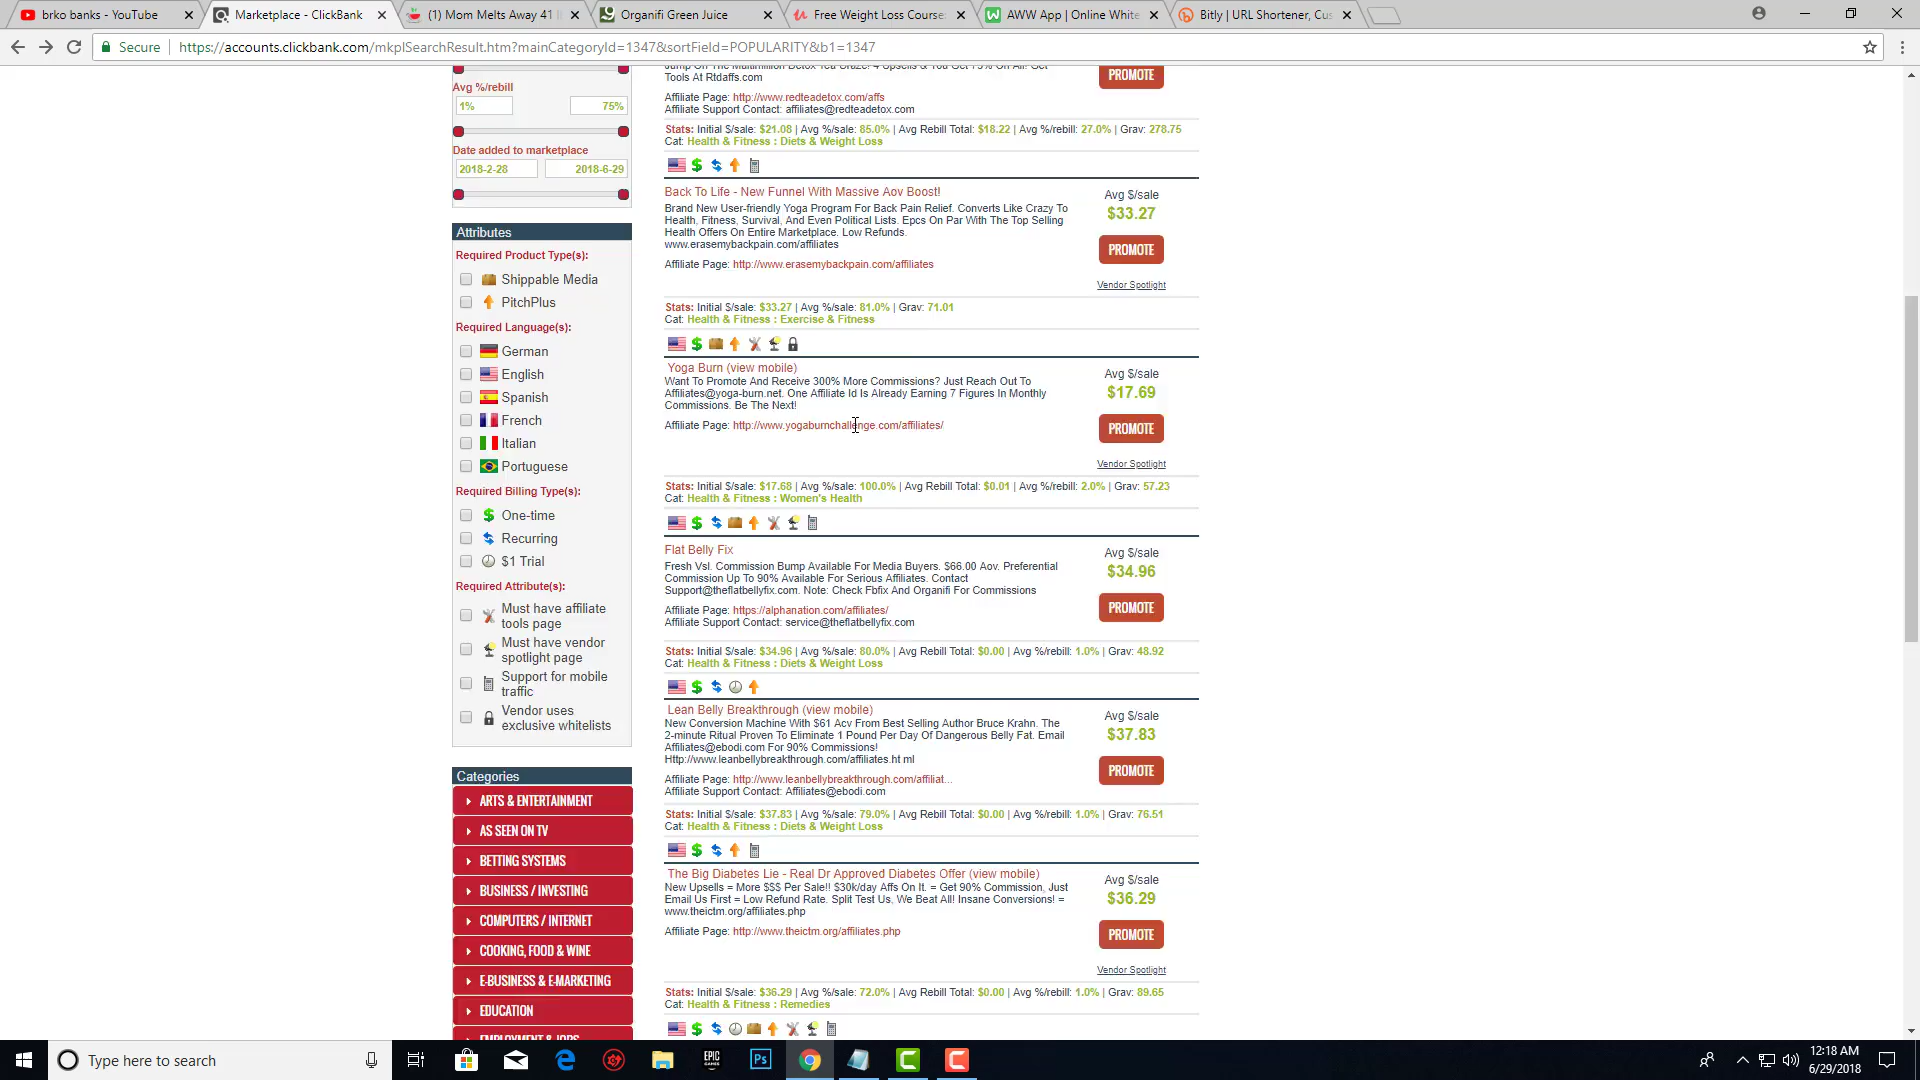 brko banks - YouTube
Marketplace - ClickBank
(1) Mom Melts Away 41 l
Organifi Green Juice
Free Weight Loss Course
AWW App | Online White
Bitly | URL Shortener, Cus
Secure
https://accounts.clickbank.com/mkplSearchResult.htm?mainCategoryId=1347&sortField=POPULARITY&b1=1347
Avg %/rebill
1%
75%
Date added to marketplace
2018-2-28
2018-6-29
Attributes
Required Product Type(s):
Shippable Media
PitchPlus
Required Language(s):
German
English
Spanish
French
Italian
Portuguese
Required Billing Type(s):
One-time
Recurring
$1 Trial
Required Attribute(s):
Must have affiliate
tools page
Must have vendor
spotlight page
Support for mobile
traffic
Vendor uses
exclusive whitelists
Categories
ARTS & ENTERTAINMENT
AS SEEN ON TV
BETTING SYSTEMS
BUSINESS / INVESTING
COMPUTERS / INTERNET
COOKING, FOOD & WINE
E-BUSINESS & E-MARKETING
EDUCATION
EMPLOYMENT & JOBS
Jump On The Multimillion Detox Tea Craze! 4 Upsells & You Get 75% On All! Get
Tools At Rtdaffs.com
PROMOTE
Affiliate Page: http://www.redteadetox.com/affs
Affiliate Support Contact: affiliates@redteadetox.com
Stats: Initial $/sale: $21.08 | Avg %/sale: 85.0% | Avg Rebill Total: $18.22 | Avg %/rebill: 27.0% | Grav: 278.75
Cat: Health & Fitness : Diets & Weight Loss
Back To Life - New Funnel With Massive Aov Boost!
Brand New User-friendly Yoga Program For Back Pain Relief. Converts Like Crazy To
Health, Fitness, Survival, And Even Political Lists. Epcs On Par With The Top Selling
Health Offers On Entire Marketplace. Low Refunds.
www.erasemybackpain.com/affiliates
Affiliate Page: http://www.erasemybackpain.com/affiliates
Avg $/sale
$33.27
PROMOTE
Vendor Spotlight
Stats: Initial $/sale: $33.27 | Avg %/sale: 81.0% | Grav: 71.01
Cat: Health & Fitness : Exercise & Fitness
Yoga Burn (view mobile)
Want To Promote And Receive 300% More Commissions? Just Reach Out To
Affiliates@yoga-burn.net. One Affiliate Id Is Already Earning 7 Figures In Monthly
Commissions. Be The Next!
Affiliate Page: http://www.yogaburnchallenge.com/affiliates/
Avg $/sale
$17.69
PROMOTE
Vendor Spotlight
Stats: Initial $/sale: $17.68 | Avg %/sale: 100.0% | Avg Rebill Total: $0.01 | Avg %/rebill: 2.0% | Grav: 57.23
Cat: Health & Fitness : Women's Health
Flat Belly Fix
Fresh Vsl. Commission Bump Available For Media Buyers. $66.00 Aov. Preferential
Commission Up To 90% Available For Serious Affiliates. Contact
Support@theflatbellyfix.com. Note: Check Fbfix And Organifi For Commissions
Affiliate Page: https://alphanation.com/affiliates/
Affiliate Support Contact: service@theflatbellyfix.com
Avg $/sale
$34.96
PROMOTE
Stats: Initial $/sale: $34.96 | Avg %/sale: 80.0% | Avg Rebill Total: $0.00 | Avg %/rebill: 1.0% | Grav: 48.92
Cat: Health & Fitness : Diets & Weight Loss
Lean Belly Breakthrough (view mobile)
New Conversion Machine With $61 Acv From Best Selling Author Bruce Krahn. The
2-minute Ritual Proven To Eliminate 1 Pound Per Day Of Dangerous Belly Fat. Email
Affiliates@ebodi.com For 90% Commissions!
Http://www.leanbellybreakthrough.com/affiliates.ht ml
Affiliate Page: http://www.leanbellybreakthrough.com/affiliat...
Affiliate Support Contact: Affiliates@ebodi.com
Avg $/sale
$37.83
PROMOTE
Stats: Initial $/sale: $37.83 | Avg %/sale: 79.0% | Avg Rebill Total: $0.00 | Avg %/rebill: 1.0% | Grav: 76.51
Cat: Health & Fitness : Diets & Weight Loss
The Big Diabetes Lie - Real Dr Approved Diabetes Offer (view mobile)
New Upsells = More $$$ Per Sale!! $30k/day Affs On It. = Get 90% Commission, Just
Email Us First = Low Refund Rate. Split Test Us, We Beat All! Insane Conversions! =
www.theictm.org/affiliates.php
Affiliate Page: http://www.theictm.org/affiliates.php
Avg $/sale
$36.29
PROMOTE
Vendor Spotlight
Stats: Initial $/sale: $36.29 | Avg %/sale: 72.0% | Avg Rebill Total: $0.00 | Avg %/rebill: 1.0% | Grav: 89.65
Cat: Health & Fitness : Remedies
Type here to search
EPIC
GAMES
Ps
12:18 AM
6/29/2018